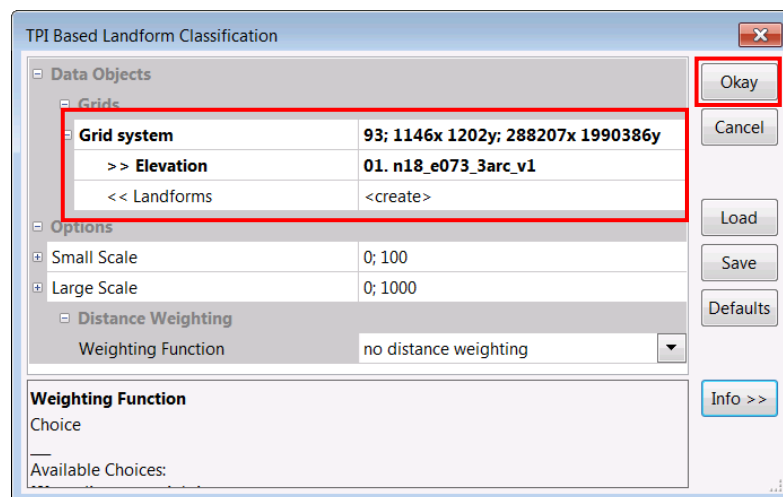 TPI Based Landform Classification
Data Objects
Grids
Grid system 93; 1146x 1202y; 288207x 1990386y
>> Elevation 01. n18_e073_3arc_v1
<< Landforms <create>
Options
Small Scale 0; 100
Large Scale 0; 1000
Distance Weighting
Weighting Function no distance weighting
Weighting Function
Choice
__
Available Choices:
Okay
Cancel
Load
Save
Defaults
Info >>